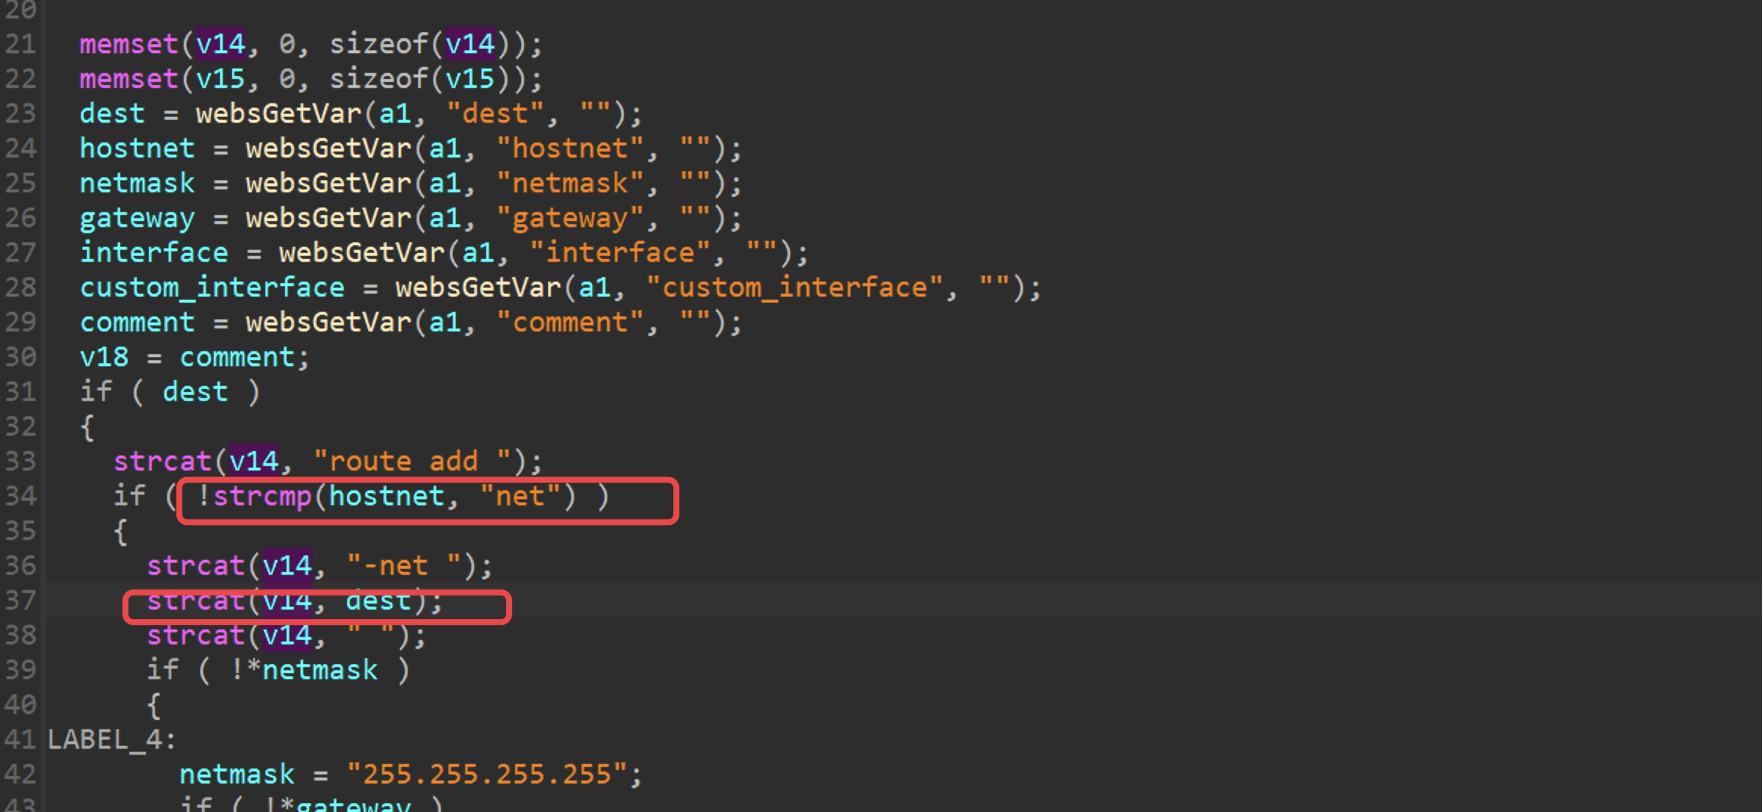 20
21 memset(v14, 0, sizeof(v14));
22 memset(v15, 0, sizeof(v15));
23 dest = websGetVar(a1, "dest", "");
24 hostnet = websGetVar(a1, "hostnet", "");
25 netmask = websGetVar(a1, "netmask", "");
26 gateway = websGetVar(a1, "gateway", "");
27 interface = websGetVar(a1, "interface", "");
28 custom_interface = websGetVar(a1, "custom_interface", "");
29 comment = websGetVar(a1, "comment", "");
30 v18 = comment;
31 if ( dest )
32 {
33 strcat(v14, "route add ");
34 if ( !strcmp(hostnet, "net") )
35 {
36 strcat(v14, "-net ");
37 strcat(v14, dest);
38 strcat(v14, " ");
39 if ( !*netmask )
40 {
41 LABEL_4:
42 netmask = "255.255.255.255";
43 if ( !*gateway )